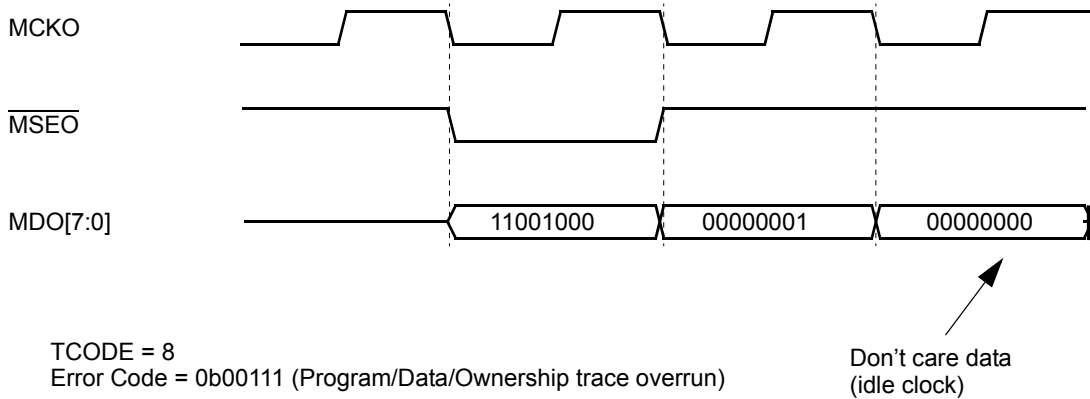 MCKO
MSEO
MDO[7:0]
11001000
00000001
00000000
TCODE = 8
Error Code = 0b00111 (Program/Data/Ownership trace overrun)
Don't care data
(idle clock)